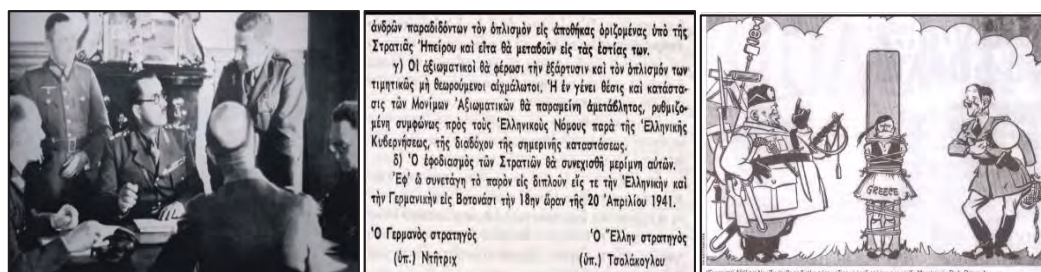 ἀνδρῶν παραδιδόντων τὸν ὁπλισμὸν εἰς ἀποθήκας ὁριζομένας ὑπὸ τῆς
Στρατιᾶς Ἠπείρου καὶ εἶτα θὰ μεταβοῦν εἰς τὰς ἑστίας των.
γ) Οἱ ἀξιωματικοὶ θὰ φέρωσι τὴν ἐξάρτυσιν καὶ τὸν ὁπλισμόν των
τιμητικῶς μὴ θεωρούμενοι αἰχμάλωτοι. Ἡ ἐν γένει θέσις καὶ κατάστα-
σις τῶν Μονίμων Ἀξιωματικῶν θὰ παραμείνη ἀμετάβλητος, ρυθμιζο-
μένη συμφώνως πρὸς τοὺς Ἑλληνικοὺς Νόμους παρὰ τῆς Ἑλληνικῆς
Κυβερνήσεως, τῆς διαδόχου τῆς σημερινῆς καταστάσεως.
δ) Ὁ ἐφοδιασμὸς τῶν Στρατιῶν θὰ συνεχισθῆ μερίμνη αὐτῶν.
Ἐφ' ᾧ συνετάγη τὸ παρὸν εἰς διπλοῦν εἴς τε τὴν Ἑλληνικὴν καὶ
τὴν Γερμανικὴν εἰς Βοτονάσι τὴν 18ην ὥραν τῆς 20 Ἀπριλίου 1941.
Ὁ Γερμανὸς στρατηγὸς
(ὑπ.) Ντῆτριχ
Ὁ Ἕλλην στρατηγὸς
(ὑπ.) Τσολάκογλου
GREECE